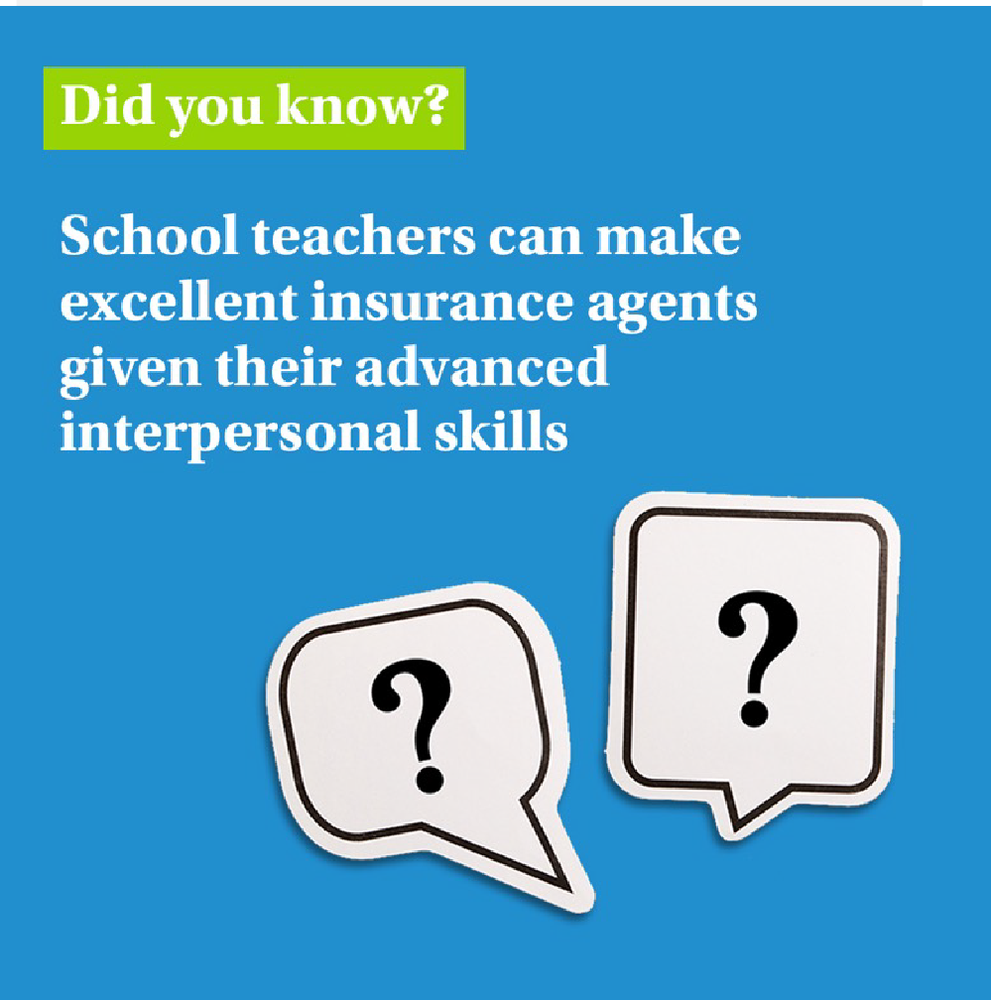 Did you know?
School teachers can make
excellent insurance agents
given their advanced
interpersonal skills
?
?